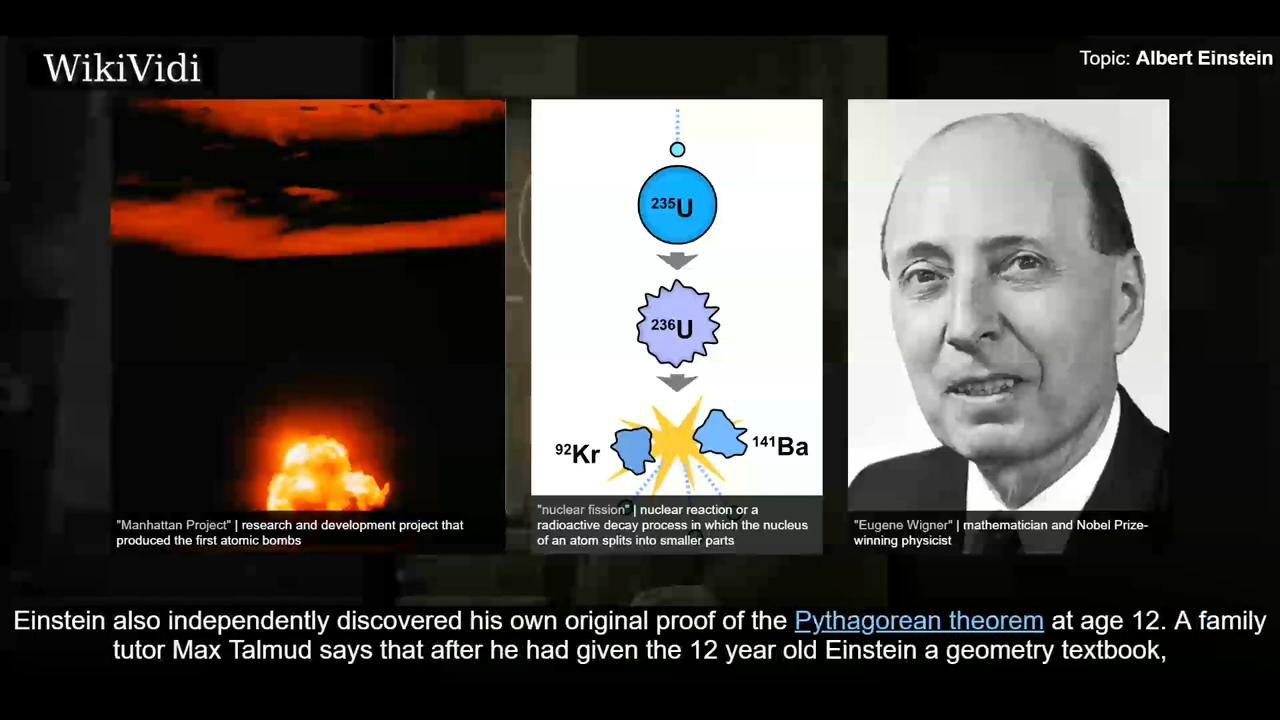 WikiVidi
Topic: Albert Einstein
²³⁵U
²³⁶U
⁹²Kr
¹⁴¹Ba
"Manhattan Project" | research and development project that
produced the first atomic bombs
"nuclear fission" | nuclear reaction or a
radioactive decay process in which the nucleus
of an atom splits into smaller parts
"Eugene Wigner" | mathematician and Nobel Prize-
winning physicist
Einstein also independently discovered his own original proof of the Pythagorean theorem at age 12. A family
tutor Max Talmud says that after he had given the 12 year old Einstein a geometry textbook,